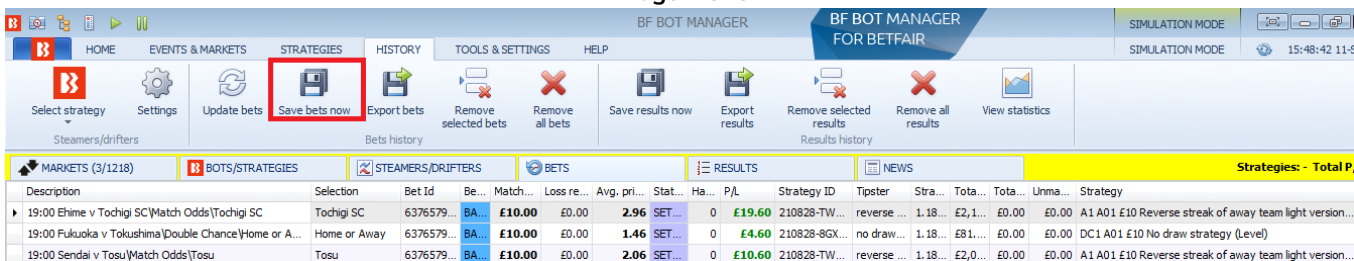 BF BOT MANAGER
BF BOT MANAGER
FOR BETFAIR
SIMULATION MODE
HOME EVENTS & MARKETS STRATEGIES HISTORY TOOLS & SETTINGS HELP
SIMULATION MODE 15:48:42 11-S
Select strategy Settings Update bets Save bets now Export bets Remove selected bets Remove all bets Save results now Export results Remove selected results Remove all results View statistics
Steamers/drifters Bets history Results history
MARKETS (3/1218) BOTS/STRATEGIES STEAMERS/DRIFTERS BETS RESULTS NEWS Strategies: - Total P/
Description Selection Bet Id Be... Match... Loss re... Avg. pri... Stat... Ha... P/L Strategy ID Tipster Stra... Tota... Tota... Unma... Strategy
19:00 Ehime v Tochigi SC\Match Odds\Tochigi SC Tochigi SC 6376579... BA... £10.00 £0.00 2.96 SET... 0 £19.60 210828-TW... reverse ... 1.18... £2,1... £0.00 £0.00 A1 A01 £10 Reverse streak of away team light version...
19:00 Fukuoka v Tokushima\Double Chance\Home or A... Home or Away 6376579... BA... £10.00 £0.00 1.46 SET... 0 £4.60 210828-8GX... no draw... 1.18... £81.... £0.00 £0.00 DC1 A01 £10 No draw strategy (Level)
19:00 Sendai v Tosu\Match Odds\Tosu Tosu 6376579... BA... £10.00 £0.00 2.06 SET... 0 £10.60 210828-TW... reverse ... 1.18... £2,0... £0.00 £0.00 A1 A01 £10 Reverse streak of away team light version...